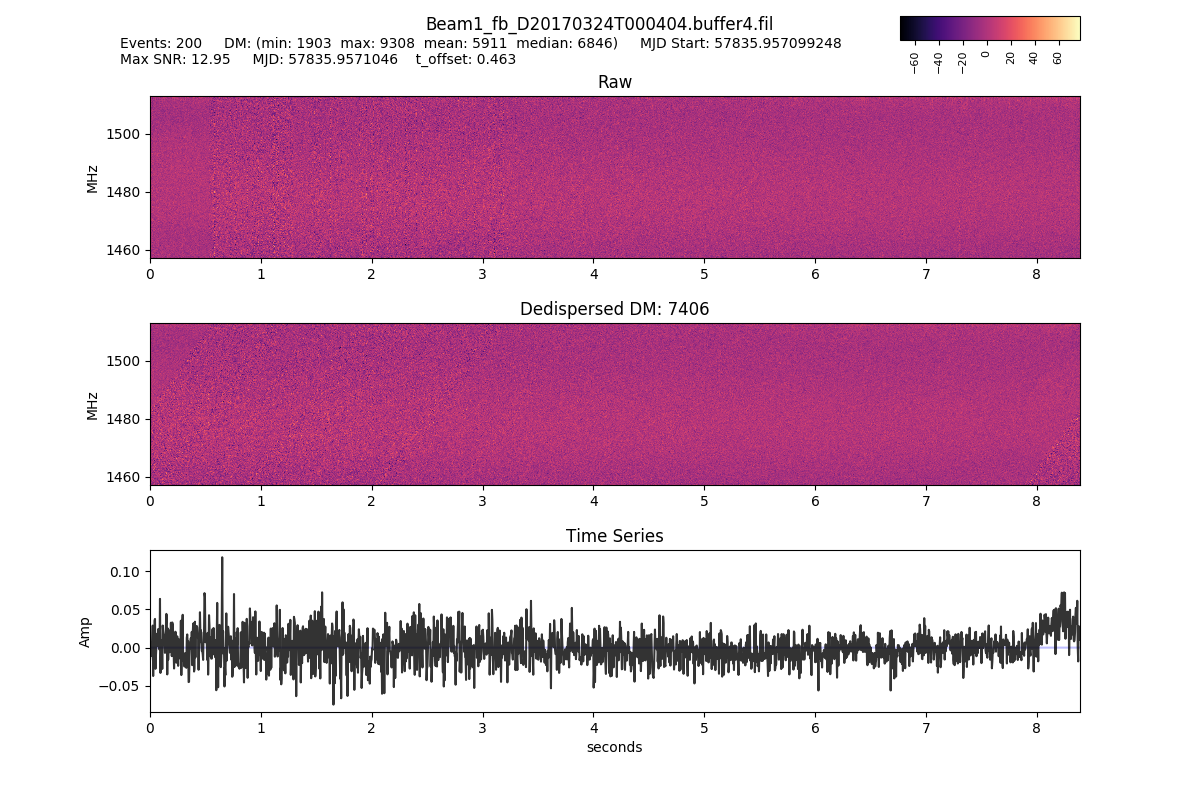 Beam1_fb_D20170324T000404.buffer4.fil
Events: 200 DM: (min: 1903 max: 9308 mean: 5911 median: 6846) MJD Start: 57835.957099248
Max SNR: 12.95 MJD: 57835.9571046 t_offset: 0.463
−60 −40 −20 0 20 40 60
Raw
MHz
1500
1480
1460
0 1 2 3 4 5 6 7 8
Dedispersed DM: 7406
MHz
1500
1480
1460
0 1 2 3 4 5 6 7 8
Time Series
Amp
0.10
0.05
0.00
−0.05
0 1 2 3 4 5 6 7 8
seconds